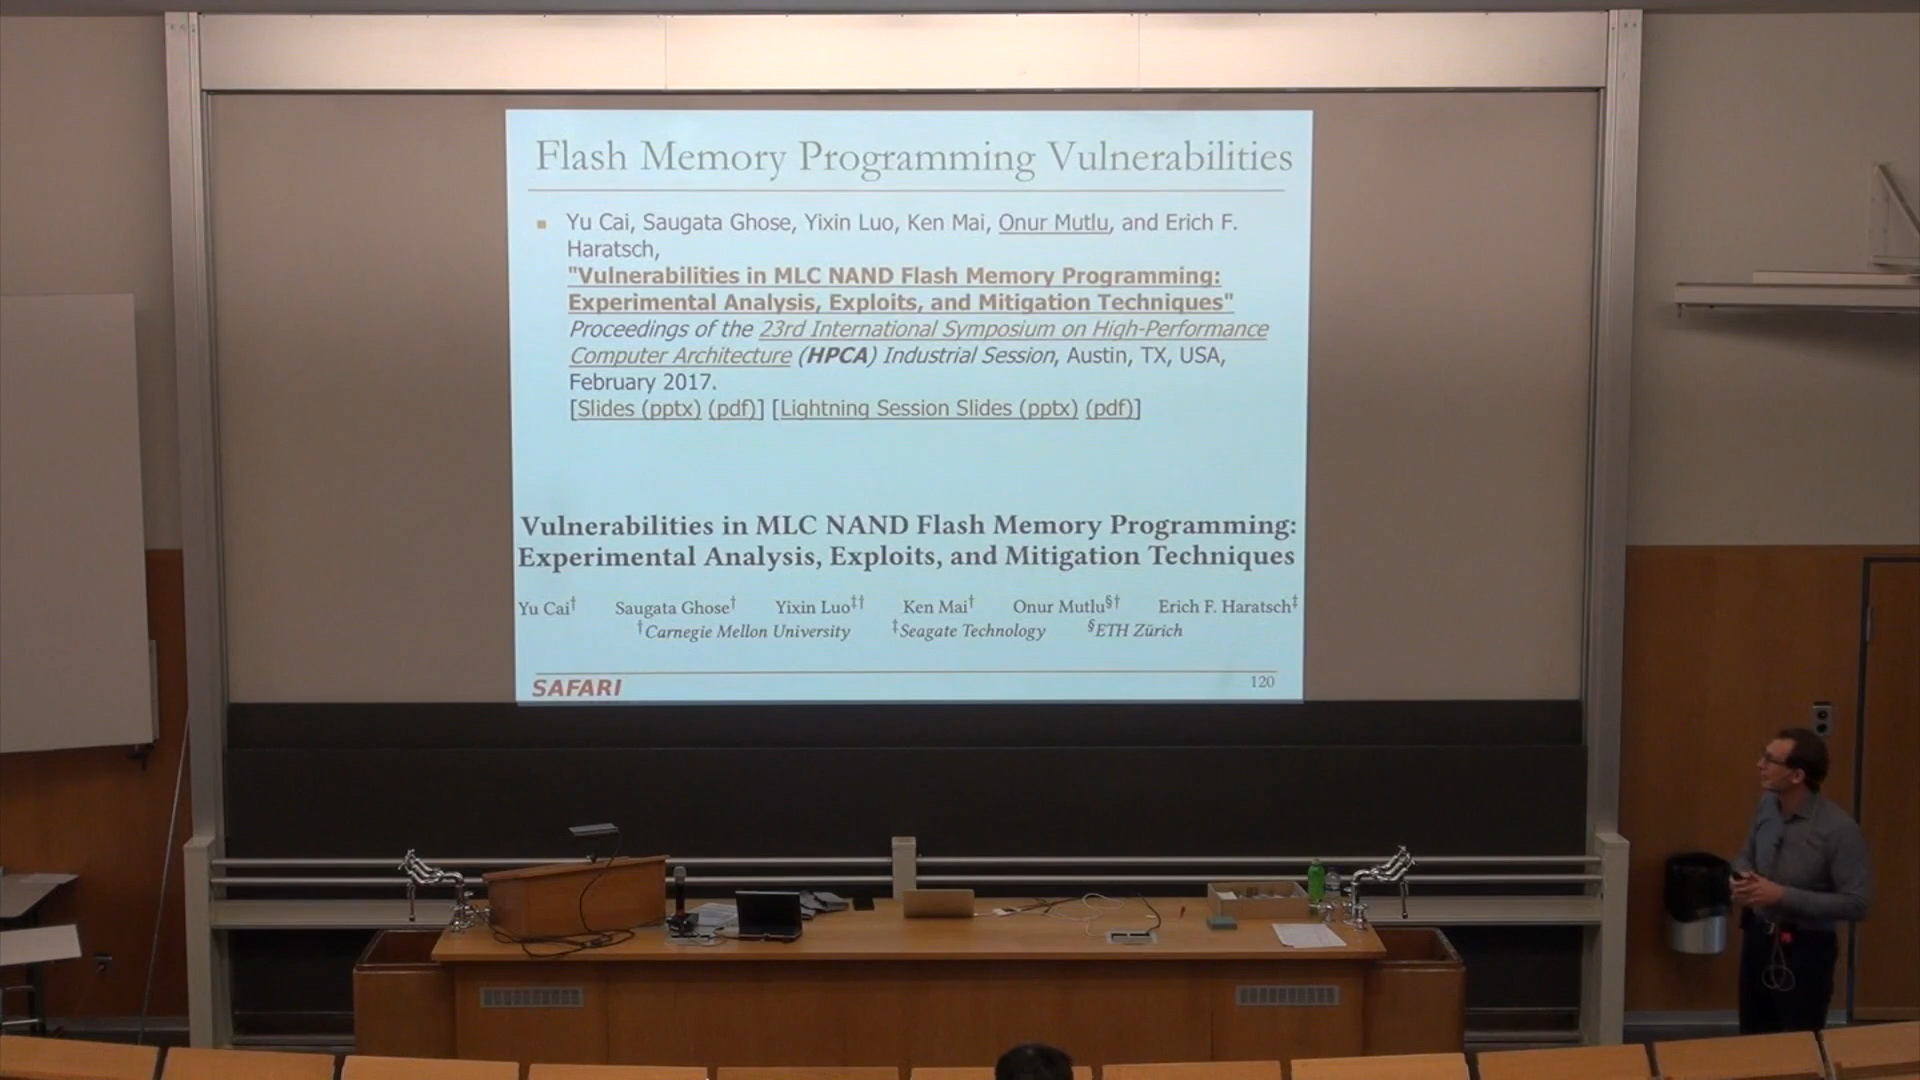 Flash Memory Programming Vulnerabilities
Yu Cai, Saugata Ghose, Yixin Luo, Ken Mai, Onur Mutlu, and Erich F.
Haratsch,
"Vulnerabilities in MLC NAND Flash Memory Programming:
Experimental Analysis, Exploits, and Mitigation Techniques"
Proceedings of the 23rd International Symposium on High-Performance
Computer Architecture (HPCA) Industrial Session, Austin, TX, USA,
February 2017.
[Slides (pptx) (pdf)] [Lightning Session Slides (pptx) (pdf)]
Vulnerabilities in MLC NAND Flash Memory Programming:
Experimental Analysis, Exploits, and Mitigation Techniques
Yu Cai† Saugata Ghose† Yixin Luo‡† Ken Mai† Onur Mutlu§† Erich F. Haratsch‡
†Carnegie Mellon University ‡Seagate Technology §ETH Zürich
SAFARI 120